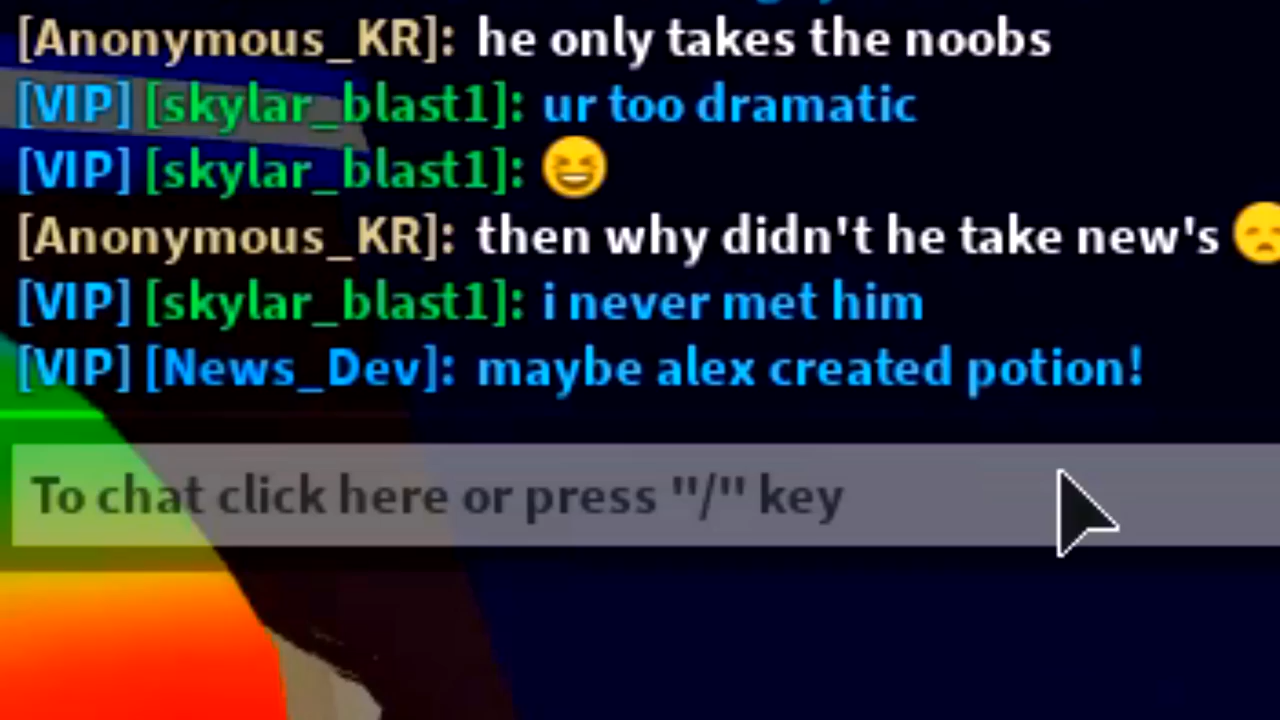 [Anonymous_KR]: he only takes the noobs
[VIP] [skylar_blast1]: ur too dramatic
[VIP] [skylar_blast1]: 😆
[Anonymous_KR]: then why didn't he take new's 😞
[VIP] [skylar_blast1]: i never met him
[VIP] [News_Dev]: maybe alex created potion!
To chat click here or press "/" key